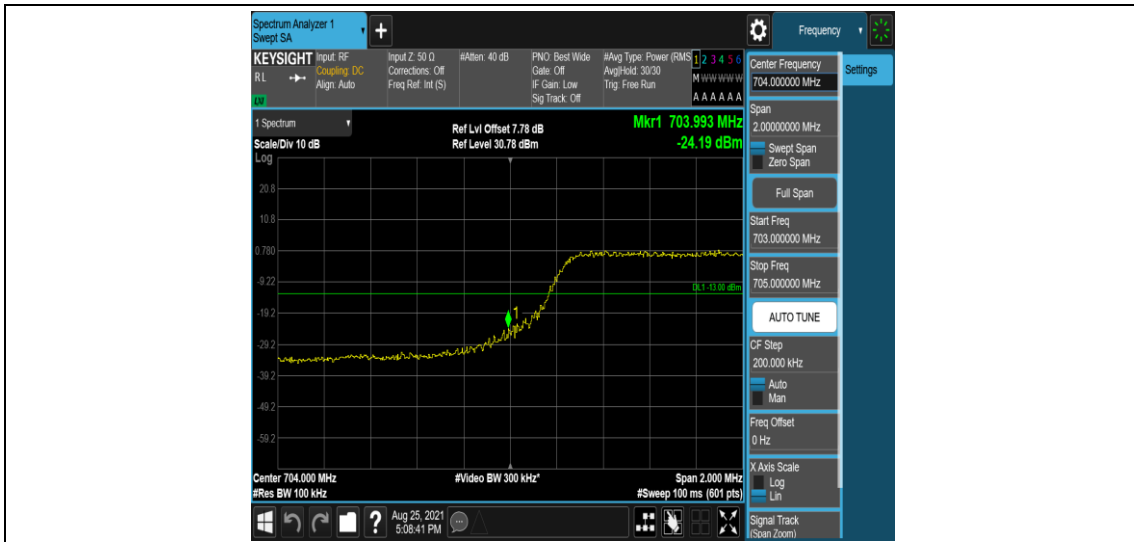 Spectrum Analyzer 1
Swept SA
+
Frequency
KEYSIGHT
RL
LXI
Input: RF
Coupling: DC
Align: Auto
Input Z: 50 Ω
Corrections: Off
Freq Ref: Int (S)
#Atten: 40 dB
PNO: Best Wide
Gate: Off
IF Gain: Low
Sig Track: Off
#Avg Type: Power (RMS
Avg|Hold: 30/30
Trig: Free Run
1 2 3 4 5 6
M W W W W W
A A A A A A
1 Spectrum
Scale/Div 10 dB
Log
Ref Lvl Offset 7.78 dB
Ref Level 30.78 dBm
Mkr1 703.993 MHz
-24.19 dBm
20.8
10.8
0.780
-9.22
DL1 -13.00 dBm
-19.2
1
-29.2
-39.2
-49.2
-59.2
Center 704.000 MHz
#Res BW 100 kHz
#Video BW 300 kHz*
Span 2.000 MHz
#Sweep 100 ms (601 pts)
Center Frequency
704.000000 MHz
Settings
Span
2.00000000 MHz
Swept Span
Zero Span
Full Span
Start Freq
703.000000 MHz
Stop Freq
705.000000 MHz
AUTO TUNE
CF Step
200.000 kHz
Auto
Man
Freq Offset
0 Hz
X Axis Scale
Log
Lin
Signal Track
(Span Zoom)
?
Aug 25, 2021
5:08:41 PM